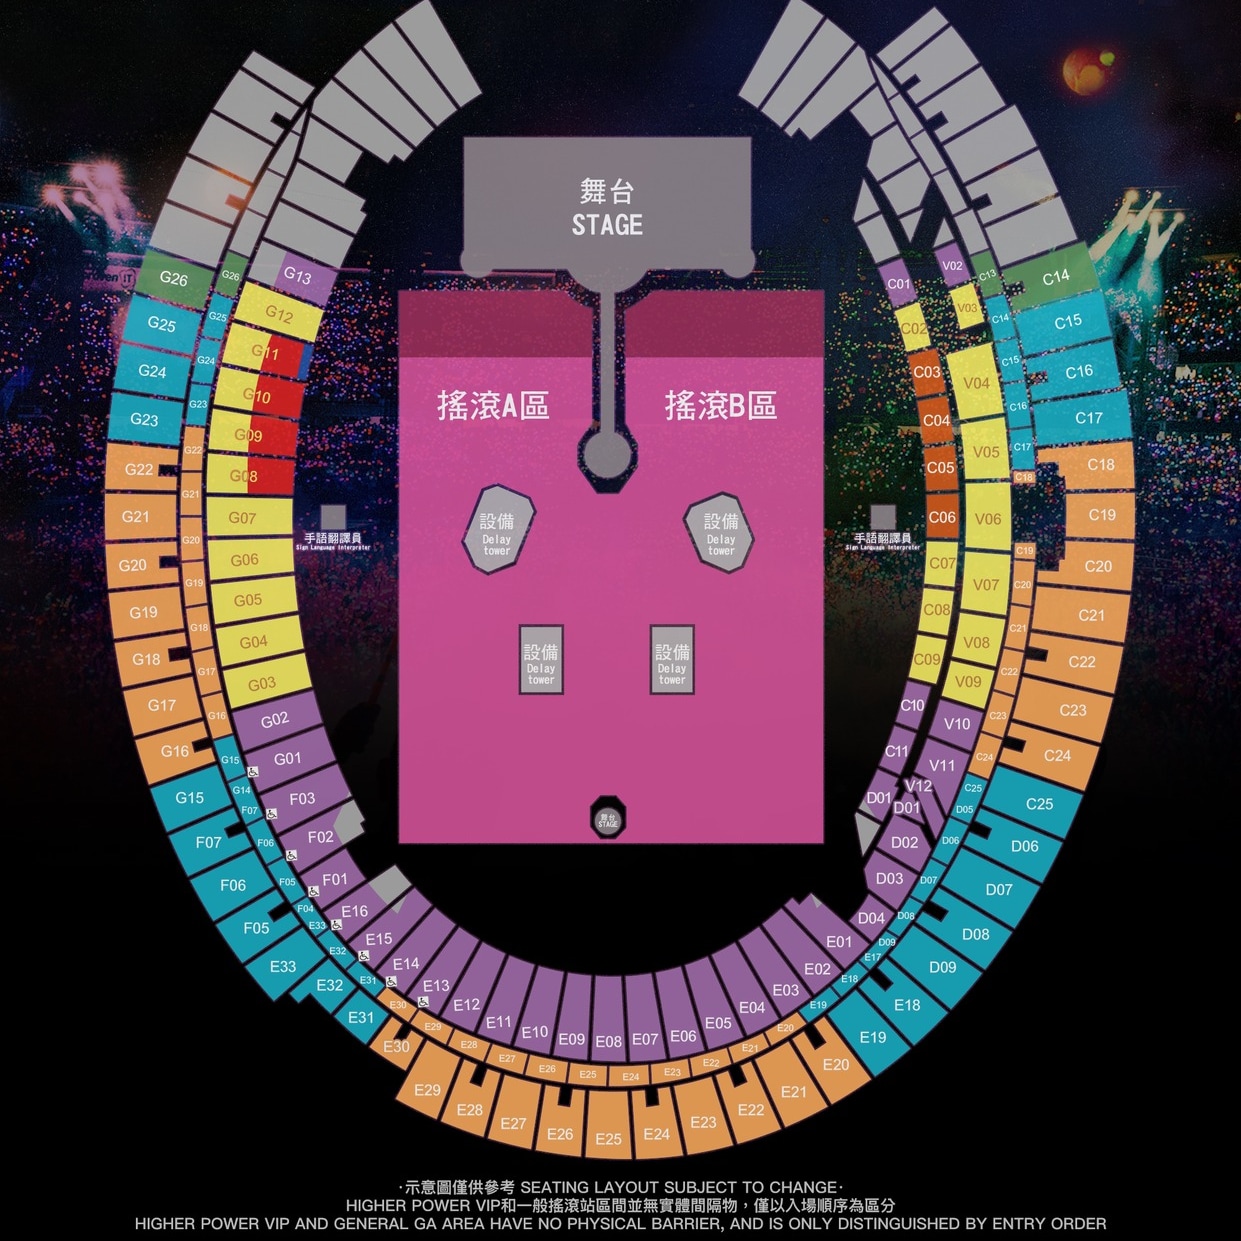 舞台
STAGE
搖滾A區
搖滾B區
設備
Delay
tower
設備
Delay
tower
設備
Delay
tower
設備
Delay
tower
舞台
STAGE
手語翻譯員
Sign Language Interpreter
手語翻譯員
Sign Language Interpreter
G26
G25
G24
G23
G22
G21
G20
G19
G18
G17
G16
G15
F07
F06
F05
E33
E32
E31
E30
E29
E28
E27
E26
E25
E24
E23
E22
E21
E20
E19
E18
D09
D08
D07
D06
C25
C24
C23
C22
C21
C20
C19
C18
C17
C16
C15
C14
G26
G25
G24
G23
G22
G21
G20
G19
G18
G17
G16
G15
G14
F07
F06
F05
F04
E33
E32
E31
E30
E29
E28
E27
E26
E25
E24
E23
E22
E21
E20
E19
E18
E17
D09
D08
D07
D06
D05
C25
C24
C23
C22
C21
C20
C19
C18
C17
C16
C15
C14
C13
G13
G12
G11
G10
G09
G08
G07
G06
G05
G04
G03
G02
G01
F03
F02
F01
E16
E15
E14
E13
E12
E11
E10
E09
E08
E07
E06
E05
E04
E03
E02
E01
D04
D03
D02
D01
D01
V12
V11
V10
V09
V08
V07
V06
V05
V04
V03
V02
C01
C02
C03
C04
C05
C06
C07
C08
C09
C10
C11
·示意圖僅供參考 SEATING LAYOUT SUBJECT TO CHANGE·
HIGHER POWER VIP和一般搖滾站區間並無實體間隔物，僅以入場順序為區分
HIGHER POWER VIP AND GENERAL GA AREA HAVE NO PHYSICAL BARRIER, AND IS ONLY DISTINGUISHED BY ENTRY ORDER